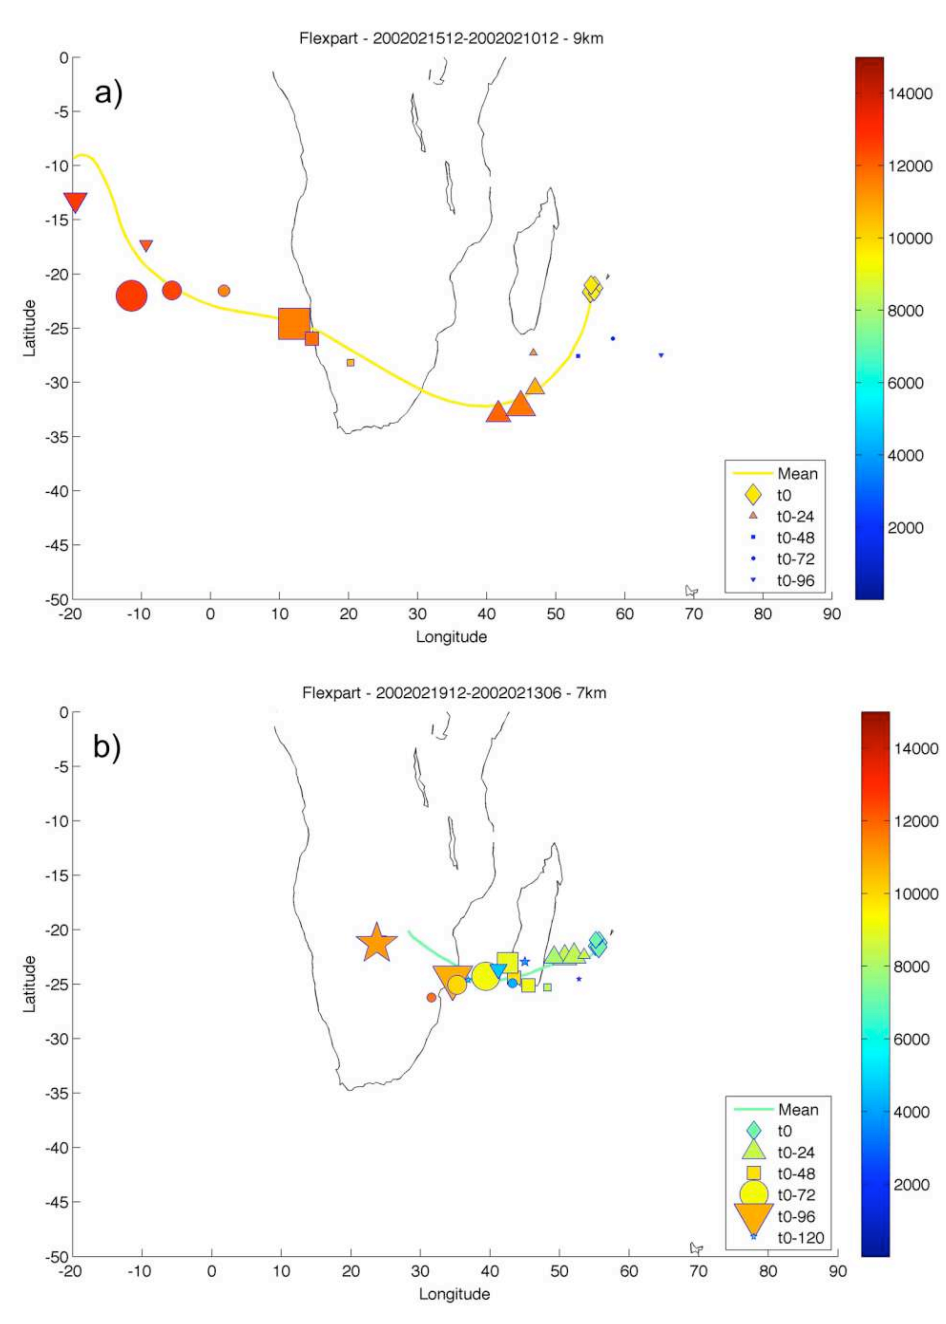 Flexpart - 2002021512-2002021012 - 9km
a)
0
-5
-10
-15
-20
-25
-30
-35
-40
-45
-50
Latitude
-20 -10 0 10 20 30 40 50 60 70 80 90
Longitude
14000
12000
10000
8000
6000
4000
2000
Mean
t0
t0-24
t0-48
t0-72
t0-96
Flexpart - 2002021912-2002021306 - 7km
b)
0
-5
-10
-15
-20
-25
-30
-35
-40
-45
-50
Latitude
-20 -10 0 10 20 30 40 50 60 70 80 90
Longitude
14000
12000
10000
8000
6000
4000
2000
Mean
t0
t0-24
t0-48
t0-72
t0-96
t0-120